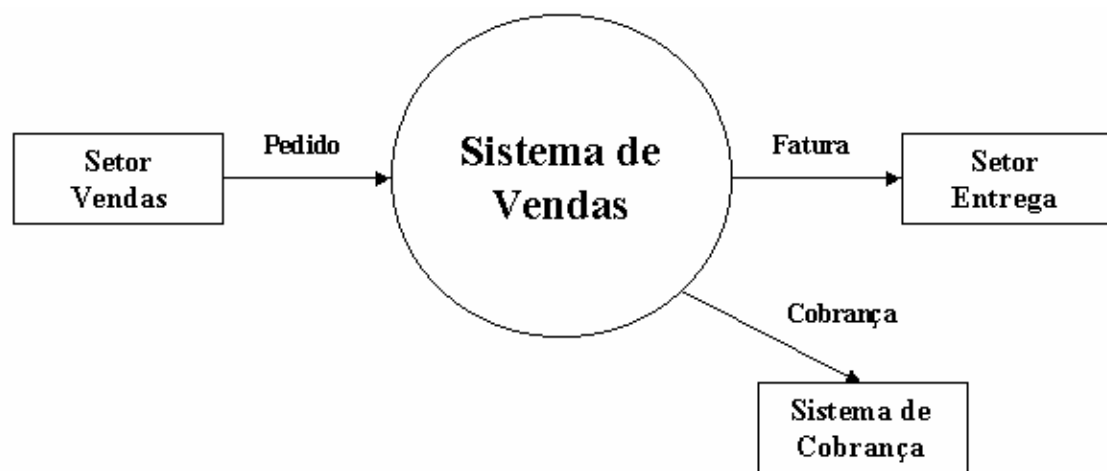 Setor
Vendas
Pedido
Sistema de
Vendas
Fatura
Setor
Entrega
Cobrança
Sistema de
Cobrança